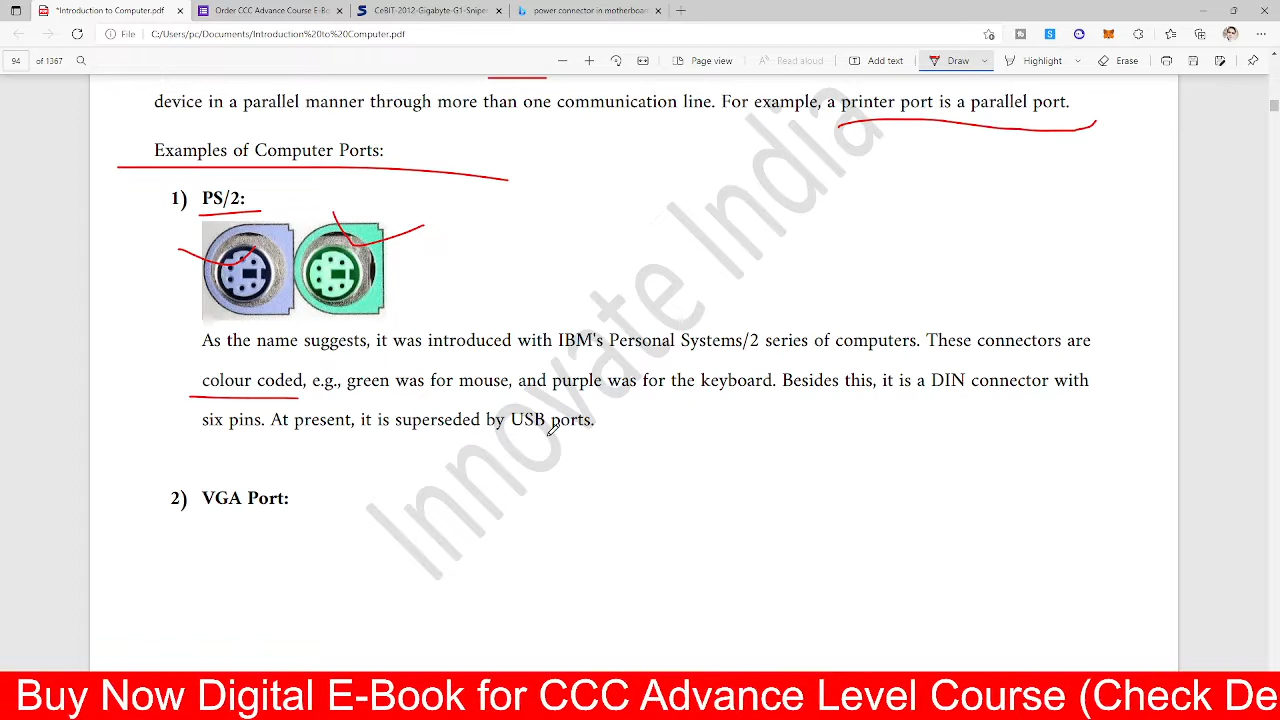 *Introduction to Computer.pdf
Order CCC Advance Course E-Bo
CeBIT-2012-Gigabyte-G1-Sniper
power connector in motherboard
File
C:/Users/pc/Documents/Introduction%20to%20Computer.pdf
94 of 1367
Page view
Read aloud
Add text
Draw
Highlight
Erase
device in a parallel manner through more than one communication line. For example, a printer port is a parallel port.
Examples of Computer Ports:
1) PS/2:
As the name suggests, it was introduced with IBM's Personal Systems/2 series of computers. These connectors are
colour coded, e.g., green was for mouse, and purple was for the keyboard. Besides this, it is a DIN connector with
six pins. At present, it is superseded by USB ports.
2) VGA Port:
Innovate India
Buy Now Digital E-Book for CCC Advance Level Course (Check De